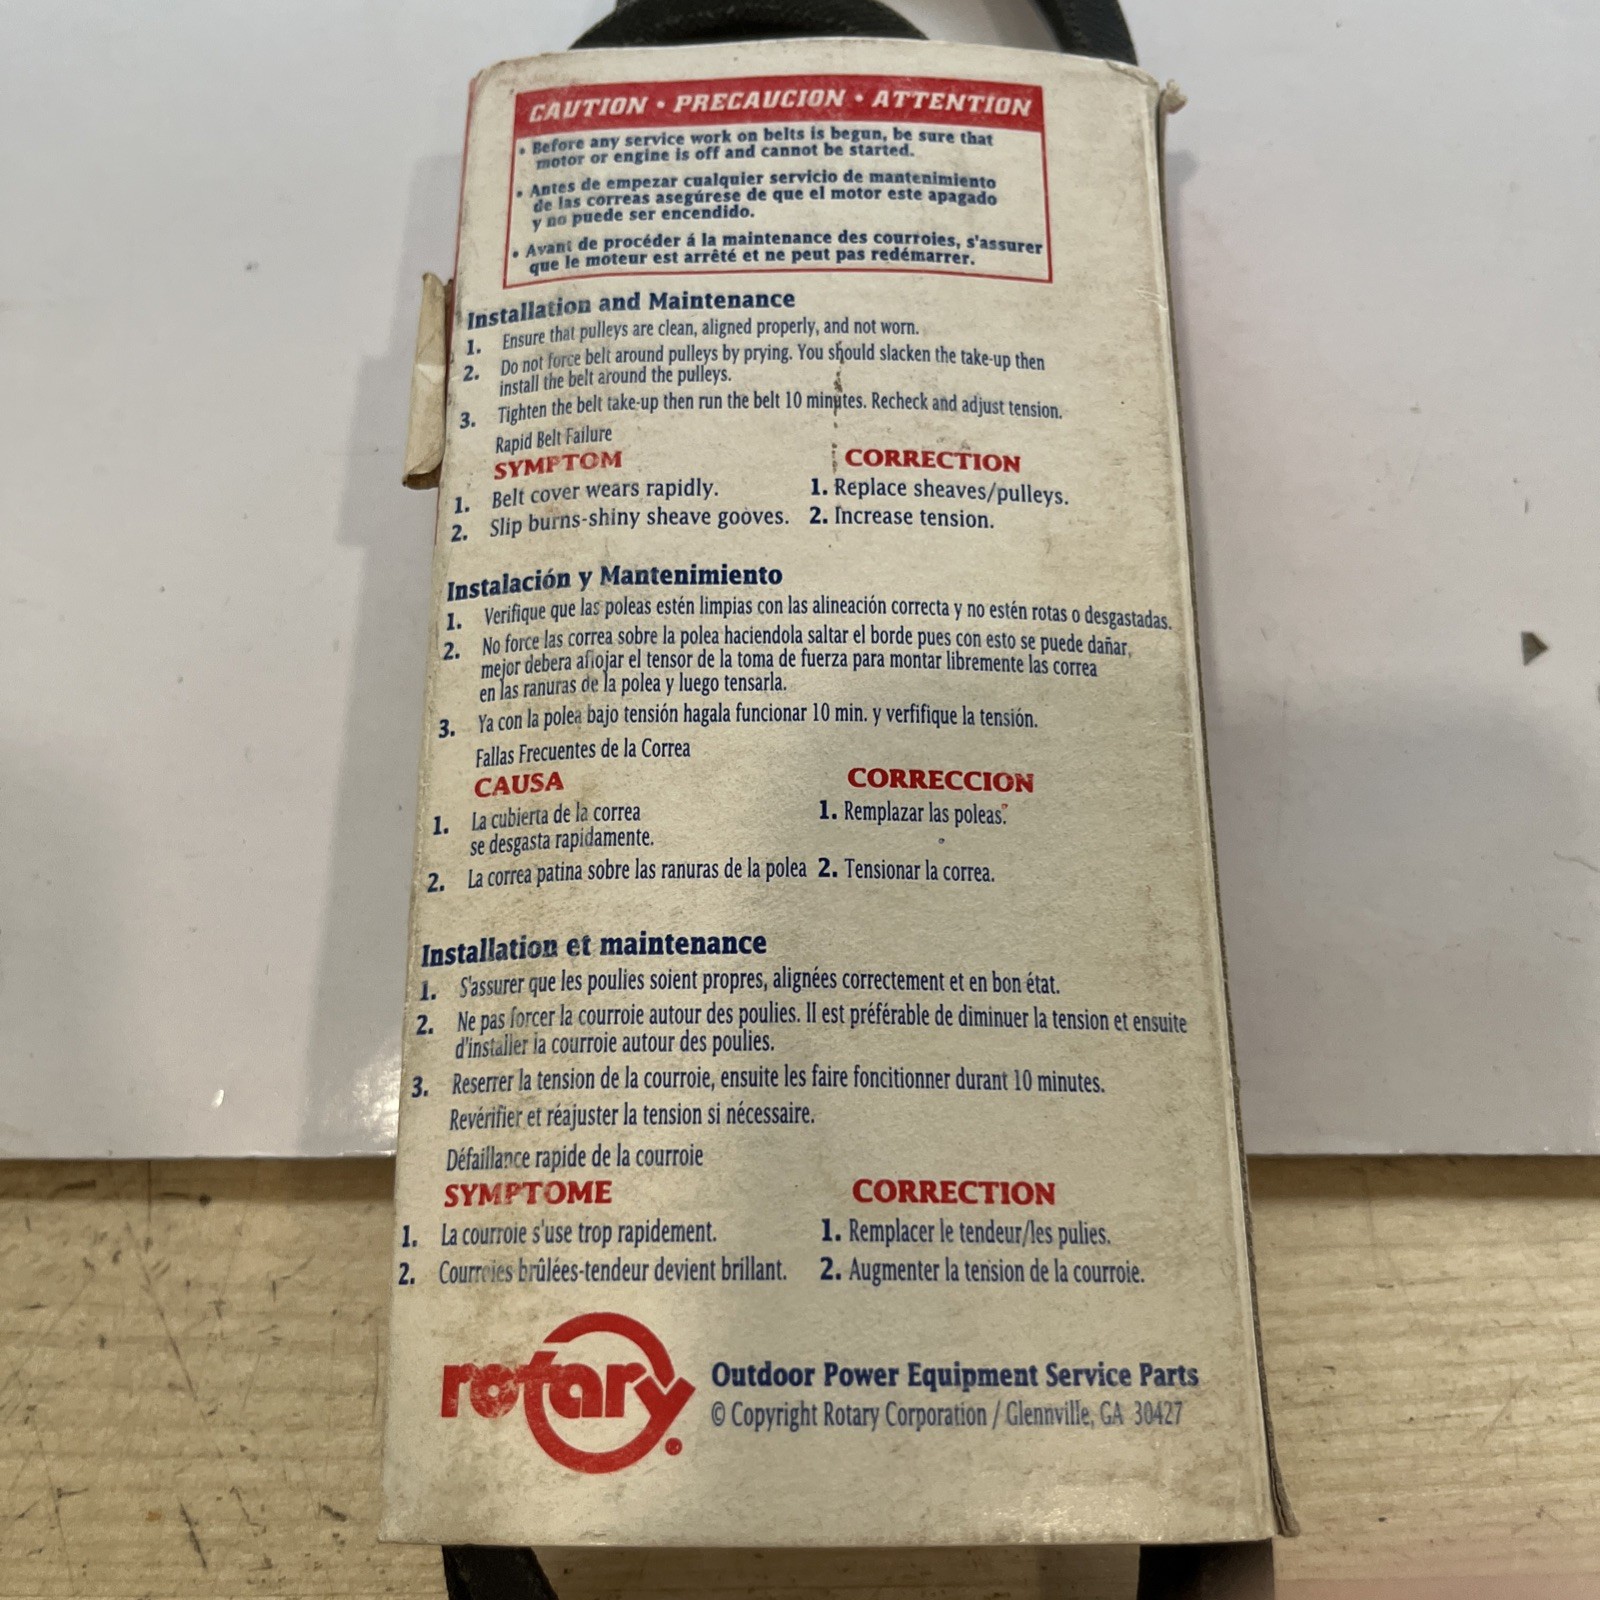 CAUTION • PRECAUCION • ATTENTION
• Before any service work on belts is begun, be sure that
motor or engine is off and cannot be started.
• Antes de empezar cualquier servicio de mantenimiento
de las correas asegúrese de que el motor este apagado
y no puede ser encendido.
• Avant de procéder á la maintenance des courroies, s'assurer
que le moteur est arrêté et ne peut pas redémarrer.
Installation and Maintenance
1. Ensure that pulleys are clean, aligned properly, and not worn.
2. Do not force belt around pulleys by prying. You should slacken the take-up then
install the belt around the pulleys.
3. Tighten the belt take-up then run the belt 10 minutes. Recheck and adjust tension.
Rapid Belt Failure
SYMPTOM CORRECTION
1. Belt cover wears rapidly. 1. Replace sheaves/pulleys.
2. Slip burns-shiny sheave gooves. 2. Increase tension.
Instalación y Mantenimiento
1. Verifique que las poleas estén limpias con las alineación correcta y no estén rotas o desgastadas.
2. No force las correa sobre la polea haciendola saltar el borde pues con esto se puede dañar,
mejor debera aflojar el tensor de la toma de fuerza para montar libremente las correa
en las ranuras de la polea y luego tensarla.
3. Ya con la polea bajo tensión hagala funcionar 10 min. y verfifique la tensión.
Fallas Frecuentes de la Correa
CAUSA CORRECCION
1. La cubierta de la correa 1. Remplazar las poleas.
se desgasta rapidamente.
2. La correa patina sobre las ranuras de la polea 2. Tensionar la correa.
Installation et maintenance
1. S'assurer que les poulies soient propres, alignées correctement et en bon état.
2. Ne pas forcer la courroie autour des poulies. Il est préférable de diminuer la tension et ensuite
d'installer la courroie autour des poulies.
3. Reserrer la tension de la courroie, ensuite les faire foncitionner durant 10 minutes.
Revérifier et réajuster la tension si nécessaire.
Défaillance rapide de la courroie
SYMPTOME CORRECTION
1. La courroie s'use trop rapidement. 1. Remplacer le tendeur/les pulies.
2. Courroies brûlées-tendeur devient brillant. 2. Augmenter la tension de la courroie.
rotary
Outdoor Power Equipment Service Parts
© Copyright Rotary Corporation / Glennville, GA 30427